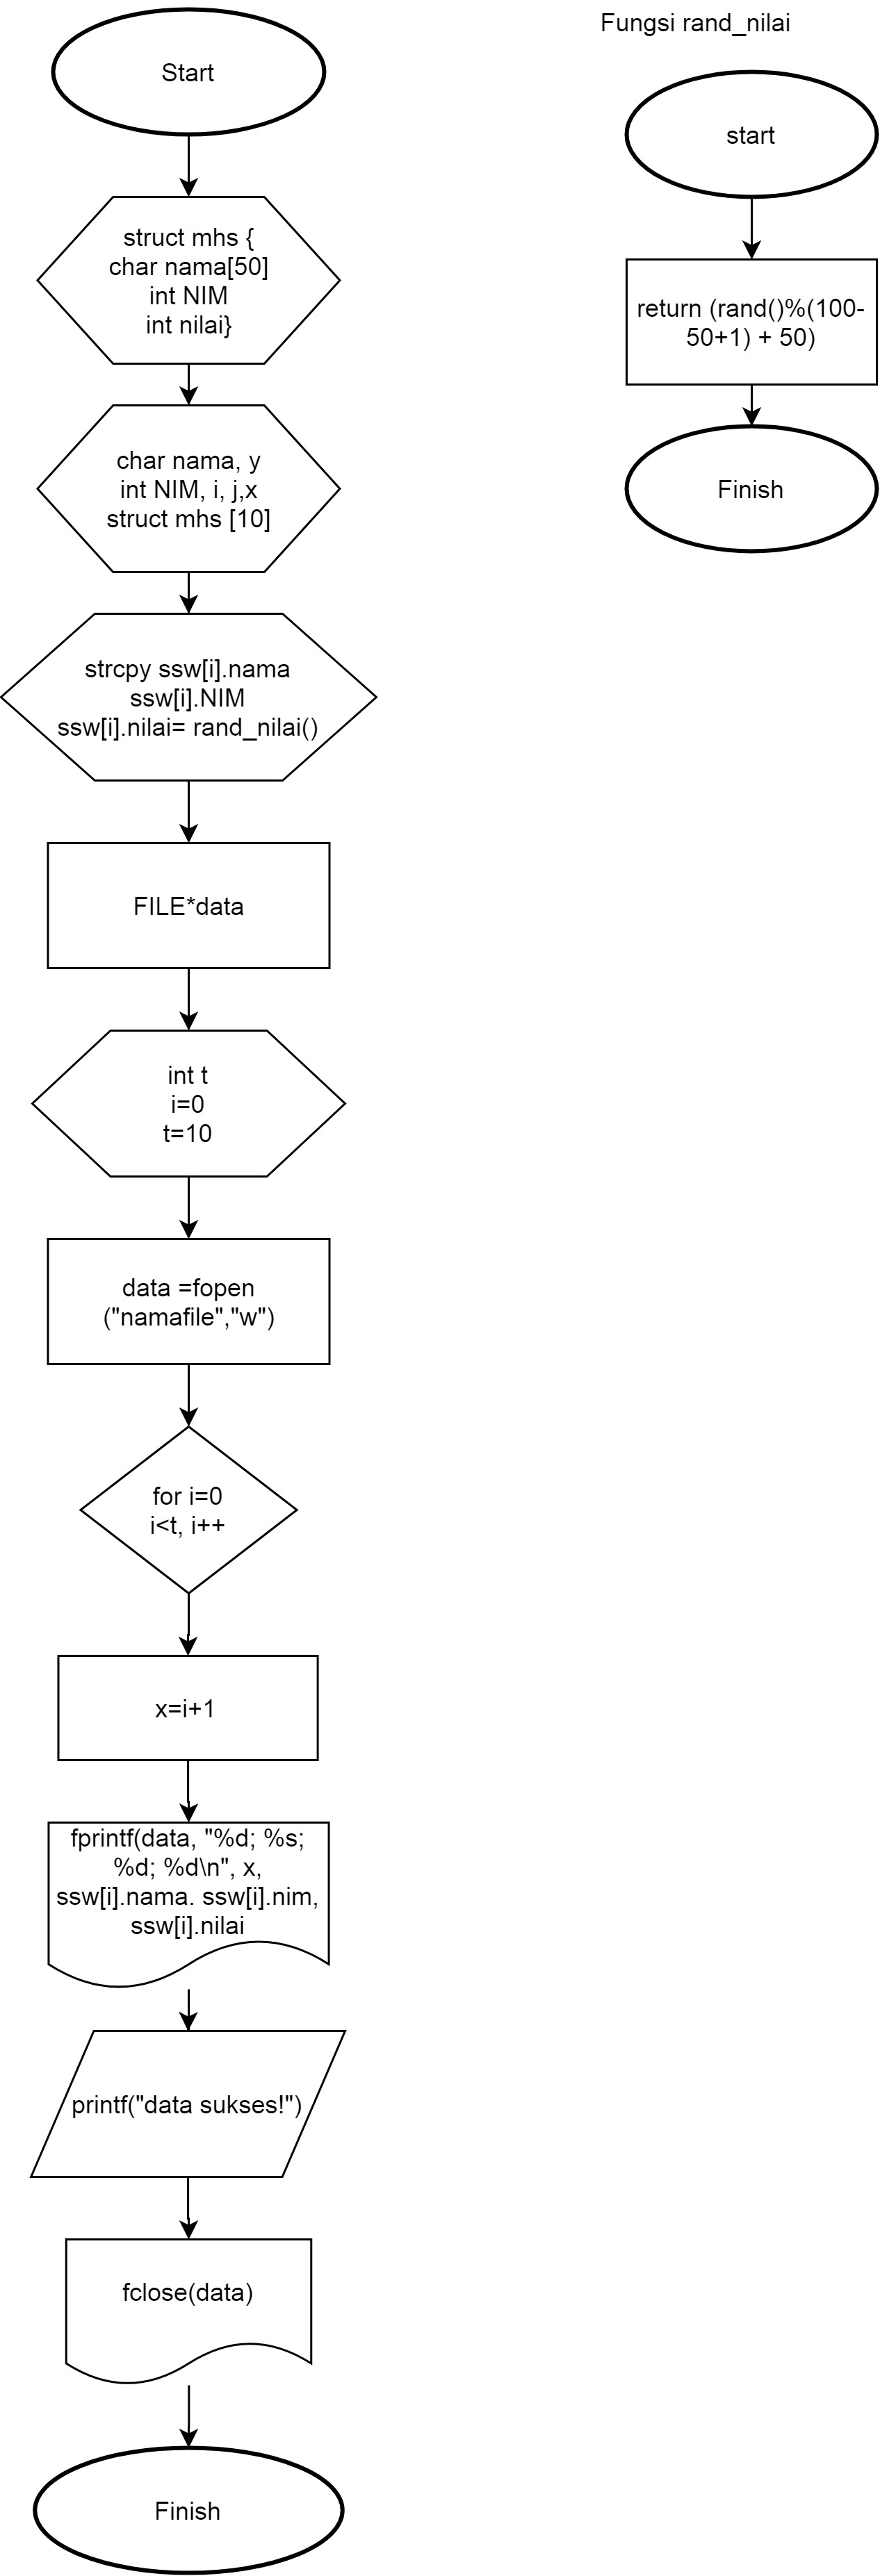 Start
struct mhs {
char nama[50]
int NIM
int nilai}
char nama, y
int NIM, i, j,x
struct mhs [10]
strcpy ssw[i].nama
ssw[i].NIM
ssw[i].nilai= rand_nilai()
FILE*data
int t
i=0
t=10
data =fopen
("namafile","w")
for i=0
i<t, i++
x=i+1
fprintf(data, "%d; %s;
%d; %d\n", x,
ssw[i].nama. ssw[i].nim,
ssw[i].nilai
printf("data sukses!")
fclose(data)
Finish
Fungsi rand_nilai
start
return (rand()%(100-
50+1) + 50)
Finish